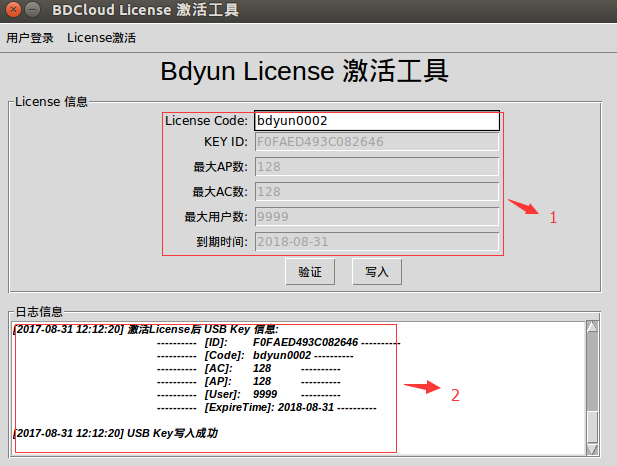 BDCloud License 激活工具
用户登录 License激活
Bdyun License 激活工具
License 信息
License Code: bdyun0002
KEY ID: F0FAED493C082646
最大AP数: 128
最大AC数: 128
最大用户数: 9999
到期时间: 2018-08-31
1
验证 写入
日志信息
[2017-08-31 12:12:20] 激活License后 USB Key 信息:
---------- [ID]: F0FAED493C082646 ----------
---------- [Code]: bdyun0002 ----------
---------- [AC]: 128 ----------
---------- [AP]: 128 ----------
---------- [User]: 9999 ----------
---------- [ExpireTime]: 2018-08-31 ----------
2
[2017-08-31 12:12:20] USB Key写入成功